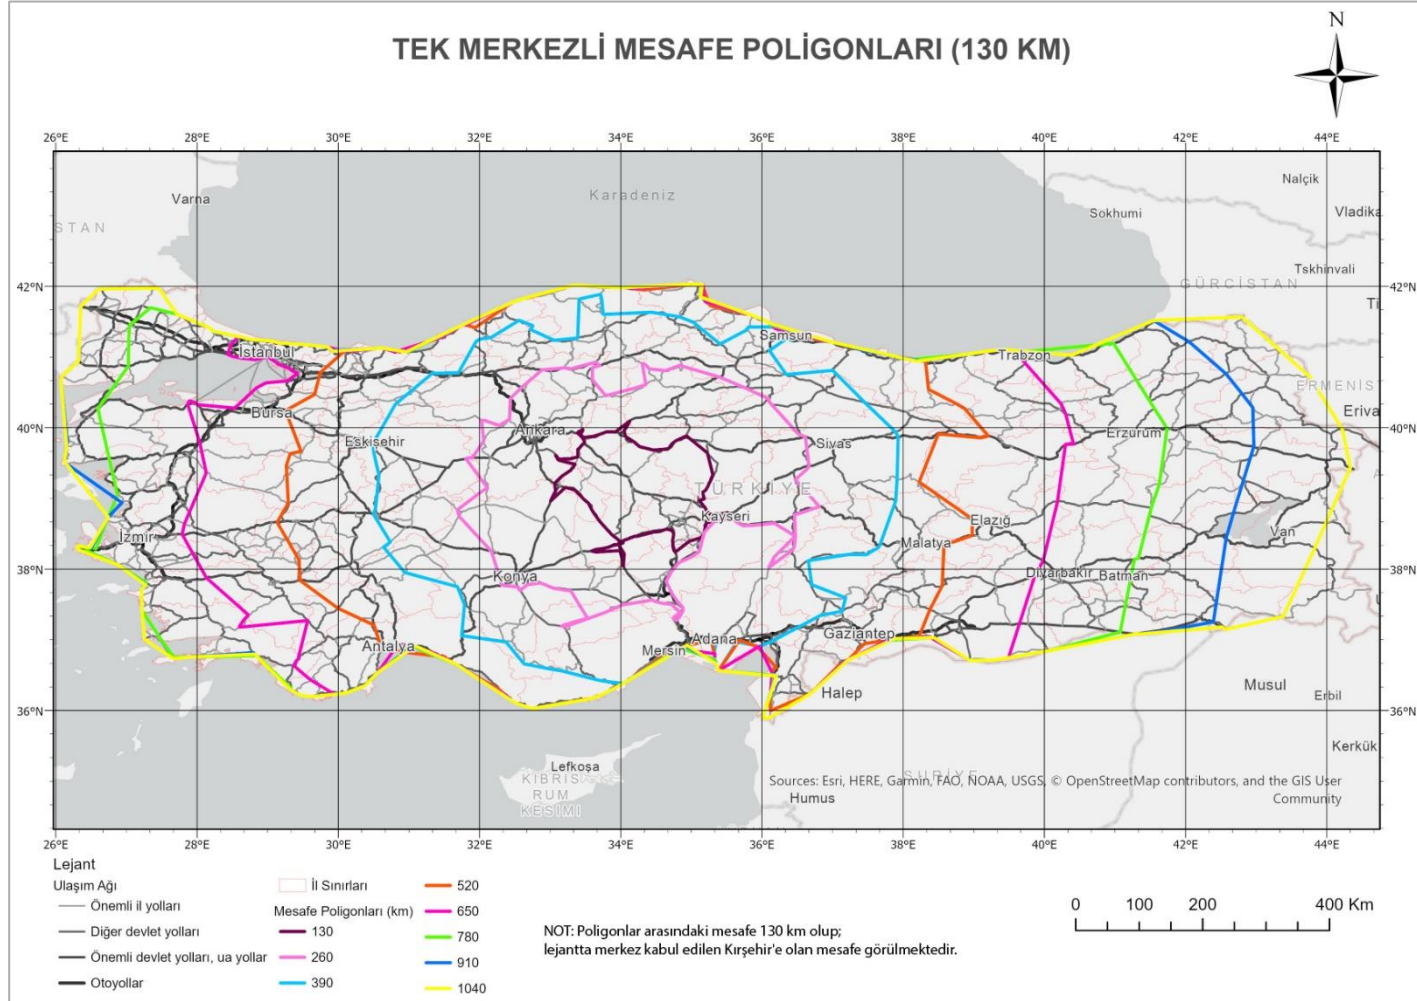 TEK MERKEZLİ MESAFE POLİGONLARI (130 KM)
N
26°E 28°E 30°E 32°E 34°E 36°E 38°E 40°E 42°E 44°E
Nalçik
Varna
Karadeniz
Sokhumi
Vladika
STAN
Tskhinvali
GÜRCİSTAN
42°N 42°N
Ti
Samsun
İstanbul
Trabzon
ERMENİS
Bursa
Eriva
40°N 40°N
Ankara
Erzurum
Eskişehir
Sivas
TÜRKİYE
Kayseri
Elazığ
İzmir
Van
Malatya
38°N 38°N
Konya
Diyarbakır
Batman
U
Adana
Gaziantep
Antalya
Mersin
Musul
Halep
Erbil
36°N 36°N
Kerkük
Lefkoşa
KIBRIS
RUM
KESİMİ
SURİYE
Sources: Esri, HERE, Garmin, FAO, NOAA, USGS, © OpenStreetMap contributors, and the GIS User
Community
Humus
26°E 28°E 30°E 32°E 34°E 36°E 38°E 40°E 42°E 44°E
Lejant
Ulaşım Ağı
Önemli il yolları
Diğer devlet yolları
Önemli devlet yolları, ua yollar
Otoyollar
İl Sınırları
Mesafe Poligonları (km)
130
260
390
520
650
780
910
1040
NOT: Poligonlar arasındaki mesafe 130 km olup;
lejantta merkez kabul edilen Kırşehir'e olan mesafe görülmektedir.
0 100 200 400 Km